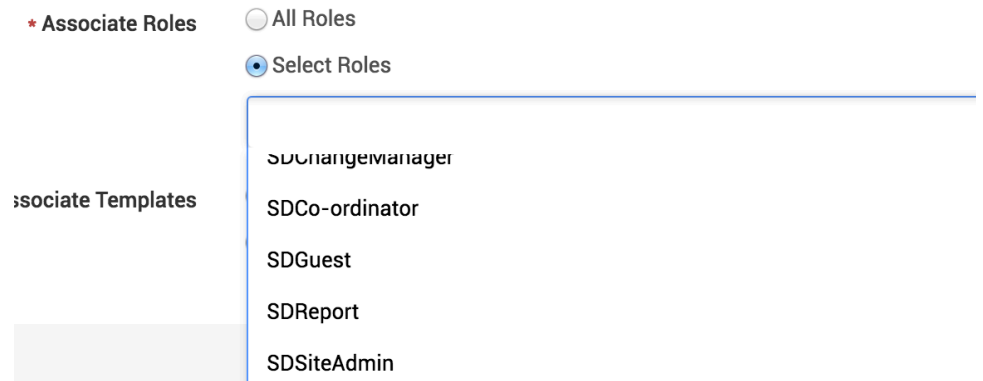 * Associate Roles
All Roles
Select Roles
SDChangeManager
ssociate Templates
SDCo-ordinator
SDGuest
SDReport
SDSiteAdmin